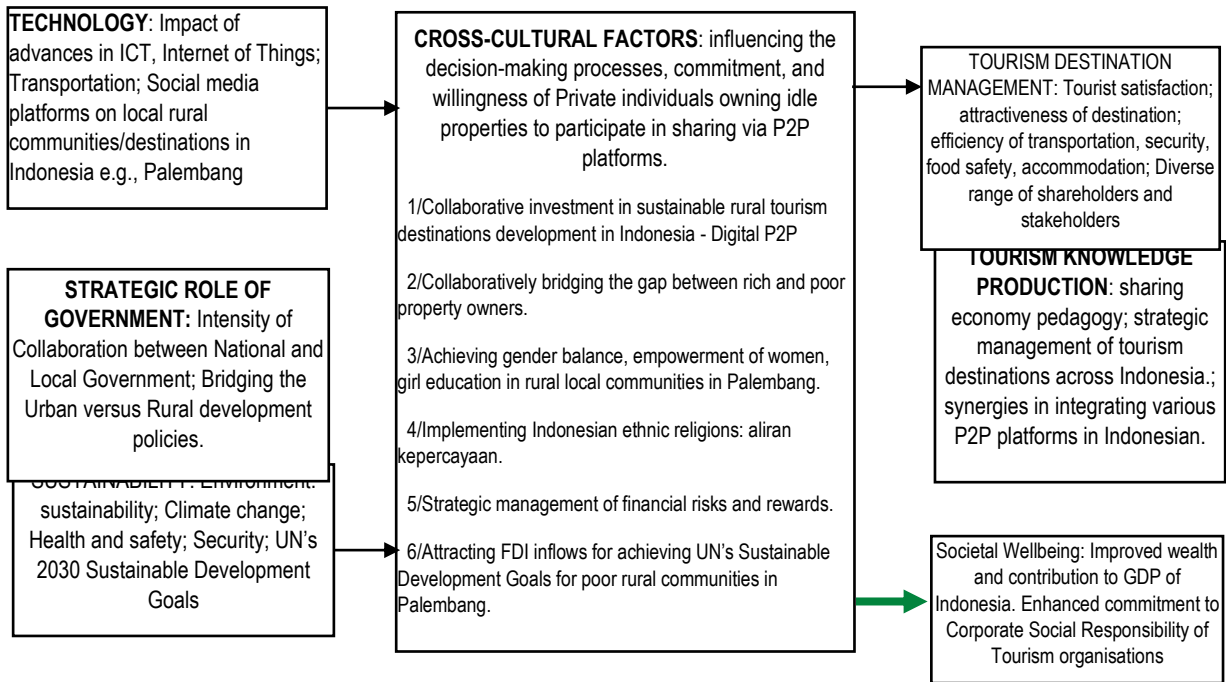 TECHNOLOGY: Impact of
advances in ICT, Internet of Things;
Transportation; Social media
platforms on local rural
communities/destinations in
Indonesia e.g., Palembang
STRATEGIC ROLE OF
GOVERNMENT: Intensity of
Collaboration between National and
Local Government; Bridging the
Urban versus Rural development
policies.
SUSTAINABILITY: Environment:
sustainability; Climate change;
Health and safety; Security; UN's
2030 Sustainable Development
Goals
CROSS-CULTURAL FACTORS: influencing the
decision-making processes, commitment, and
willingness of Private individuals owning idle
properties to participate in sharing via P2P
platforms.
1/Collaborative investment in sustainable rural tourism
destinations development in Indonesia - Digital P2P
2/Collaboratively bridging the gap between rich and poor
property owners.
3/Achieving gender balance, empowerment of women,
girl education in rural local communities in Palembang.
4/Implementing Indonesian ethnic religions: aliran
kepercayaan.
5/Strategic management of financial risks and rewards.
6/Attracting FDI inflows for achieving UN's Sustainable
Development Goals for poor rural communities in
Palembang.
TOURISM DESTINATION
MANAGEMENT: Tourist satisfaction;
attractiveness of destination;
efficiency of transportation, security,
food safety, accommodation; Diverse
range of shareholders and
stakeholders
TOURISM KNOWLEDGE
PRODUCTION: sharing
economy pedagogy; strategic
management of tourism
destinations across Indonesia.;
synergies in integrating various
P2P platforms in Indonesian.
Societal Wellbeing: Improved wealth
and contribution to GDP of
Indonesia. Enhanced commitment to
Corporate Social Responsibility of
Tourism organisations